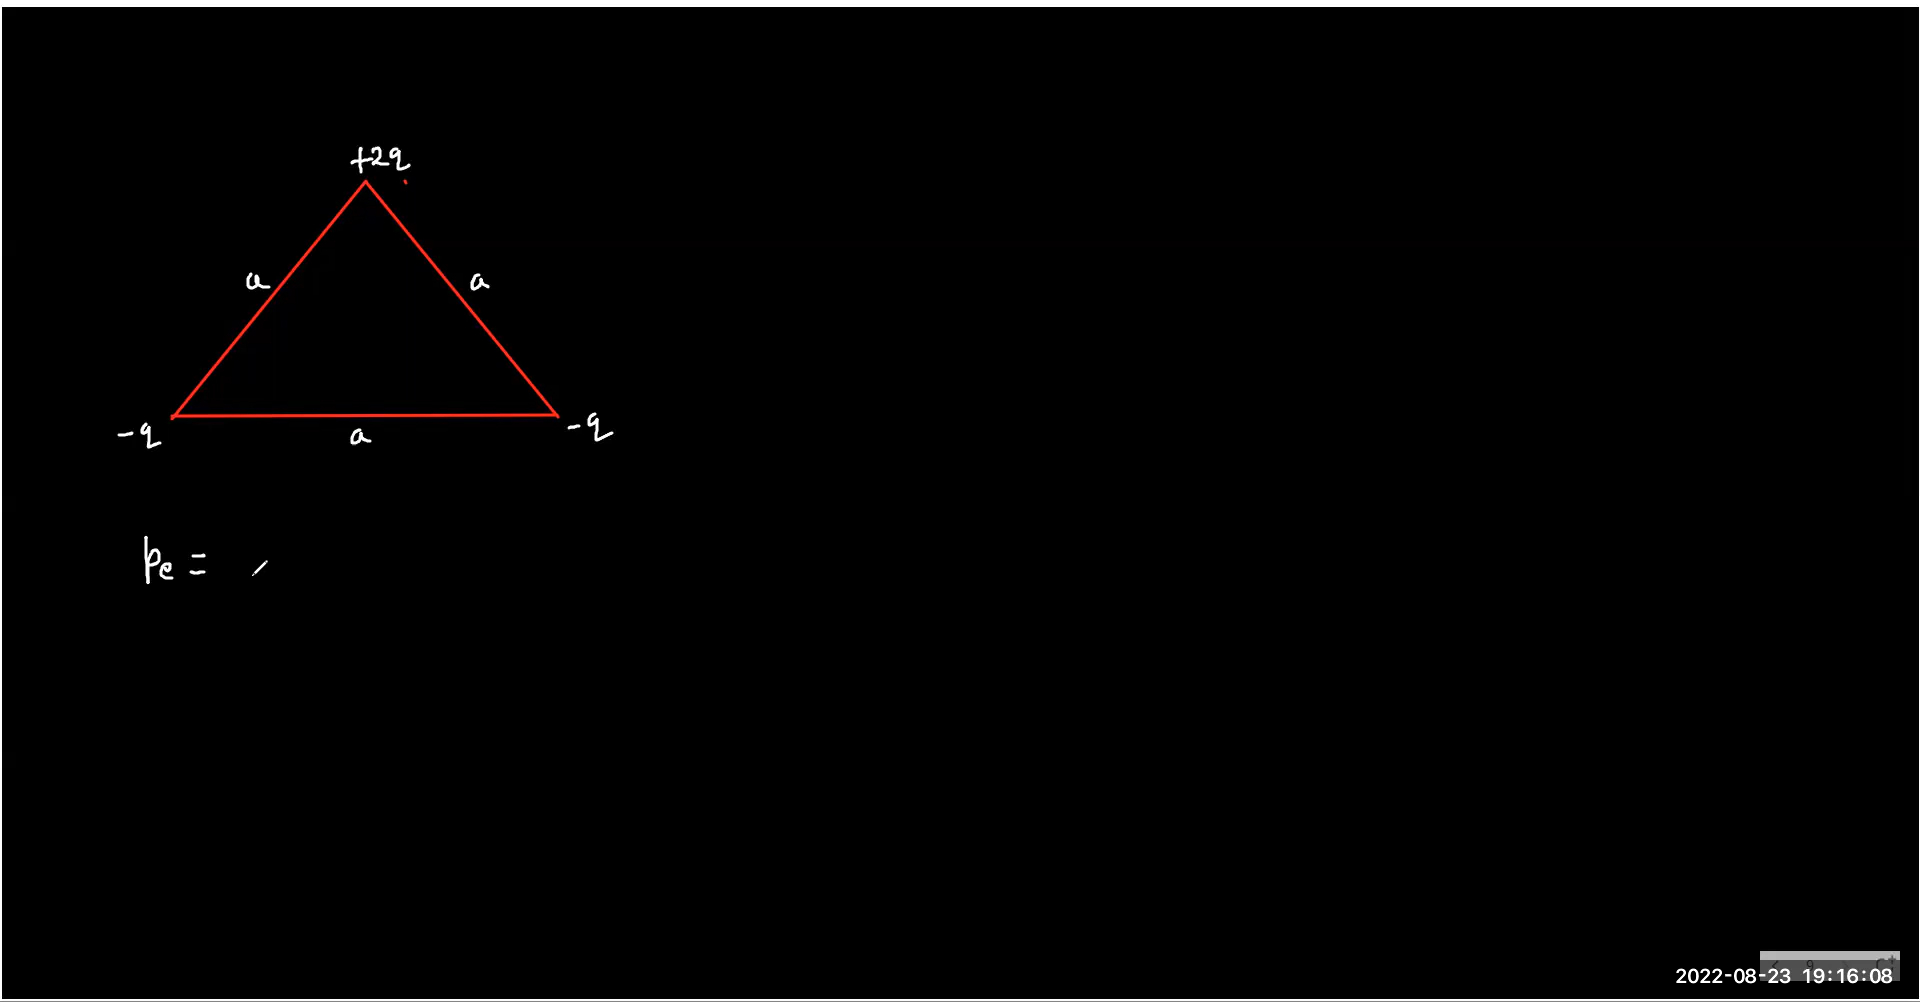 +2q
a
a
-q
a
-q
Pe =
2022-08-23 19:16:08